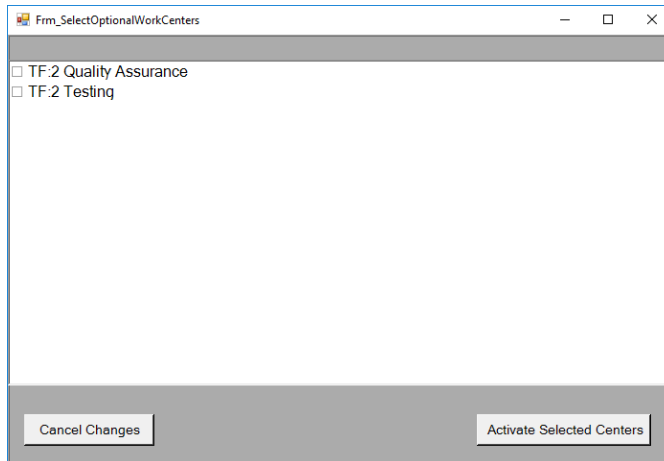 Frm_SelectOptionalWorkCenters
TF:2 Quality Assurance
TF:2 Testing
Cancel Changes
Activate Selected Centers